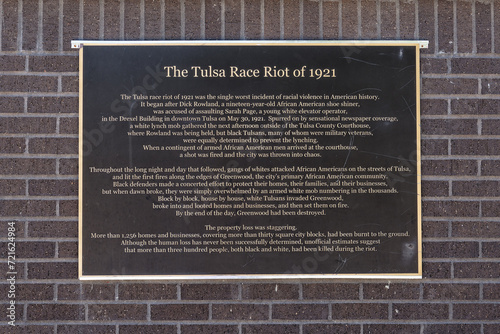 The Tulsa Race Riot of 1921
The Tulsa race riot of 1921 was the single worst incident of racial violence in American history.
It began after Dick Rowland, a nineteen-year-old African American shoe shiner,
was accused of assaulting Sarah Page, a young white elevator operator,
in the Drexel Building in downtown Tulsa on May 30, 1921. Spurred on by sensational newspaper coverage,
a white lynch mob gathered the next afternoon outside of the Tulsa County Courthouse,
where Rowland was being held, but black Tulsans, many of whom were military veterans,
were equally determined to prevent the lynching.
When a contingent of armed African American men arrived at the courthouse,
a shot was fired and the city was thrown into chaos.
Throughout the long night and day that followed, gangs of whites attacked African Americans on the streets of Tulsa,
and lit the first fires along the edges of Greenwood, the city's primary African American community.
Black defenders made a concerted effort to protect their homes, their families, and their businesses,
but when dawn broke, they were simply overwhelmed by an armed white mob numbering in the thousands.
Block by block, house by house, white Tulsans invaded Greenwood,
broke into and looted homes and businesses, and then set them on fire.
By the end of the day, Greenwood had been destroyed.
The property loss was staggering.
More than 1,256 homes and businesses, covering more than thirty square city blocks, had been burnt to the ground.
Although the human loss has never been successfully determined, unofficial estimates suggest
that more than three hundred people, both black and white, had been killed during the riot.
721624984